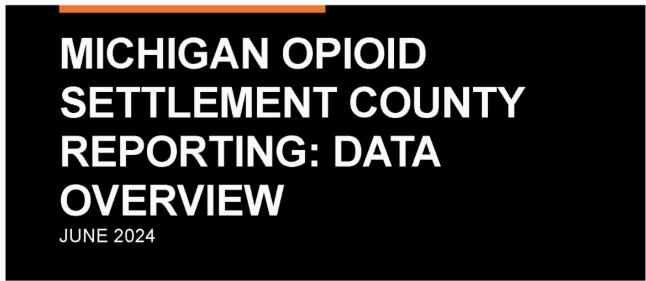 MICHIGAN OPIOID
SETTLEMENT COUNTY
REPORTING: DATA
OVERVIEW
JUNE 2024